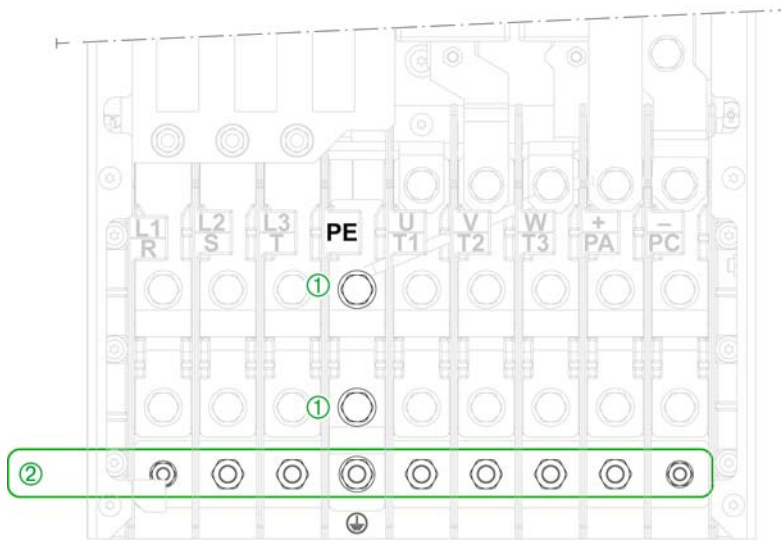 L1 L2 L3 PE U V W + –
R S T T1 T2 T3 PA PC
①
①
②